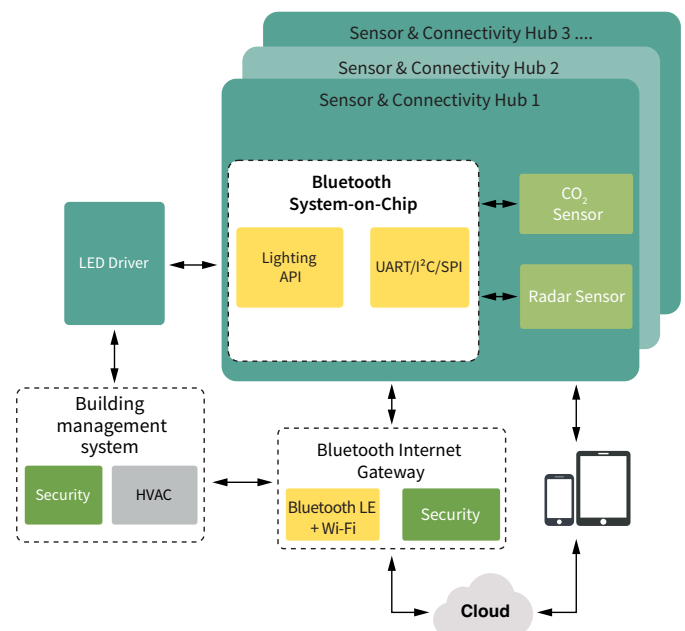 Sensor & Connectivity Hub 3 ....
Sensor & Connectivity Hub 2
Sensor & Connectivity Hub 1
Bluetooth
System-on-Chip
Lighting
API
UART/I²C/SPI
CO₂
Sensor
Radar Sensor
LED Driver
Building
management
system
Security
HVAC
Bluetooth Internet
Gateway
Bluetooth LE
+ Wi-Fi
Security
Cloud